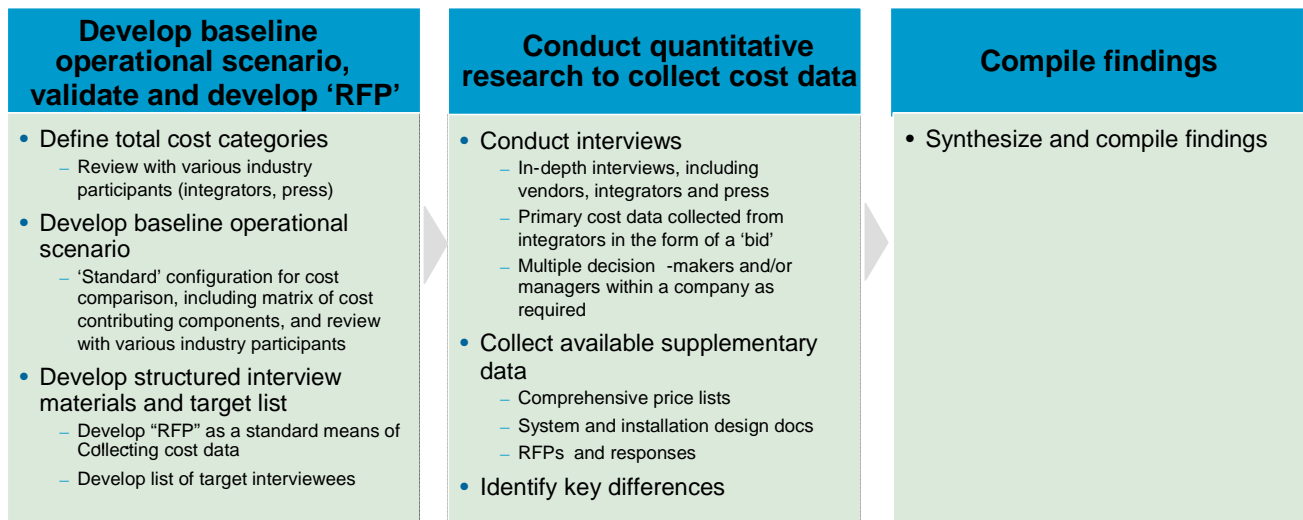 Develop baseline
operational scenario,
validate and develop ‘RFP’
• Define total cost categories
– Review with various industry
participants (integrators, press)
• Develop baseline operational
scenario
– ‘Standard’ configuration for cost
comparison, including matrix of cost
contributing components, and review
with various industry participants
• Develop structured interview
materials and target list
– Develop “RFP” as a standard means of
Collecting cost data
– Develop list of target interviewees
Conduct quantitative
research to collect cost data
• Conduct interviews
– In-depth interviews, including
vendors, integrators and press
– Primary cost data collected from
integrators in the form of a ‘bid’
– Multiple decision -makers and/or
managers within a company as
required
• Collect available supplementary
data
– Comprehensive price lists
– System and installation design docs
– RFPs and responses
• Identify key differences
Compile findings
• Synthesize and compile findings